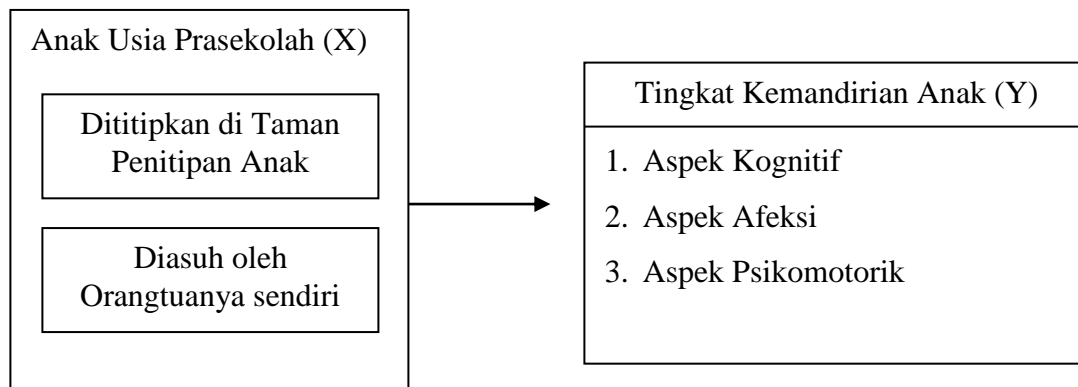 Anak Usia Prasekolah (X)
Dititipkan di Taman
Penitipan Anak
Diasuh oleh
Orangtuanya sendiri
Tingkat Kemandirian Anak (Y)
1. Aspek Kognitif
2. Aspek Afeksi
3. Aspek Psikomotorik